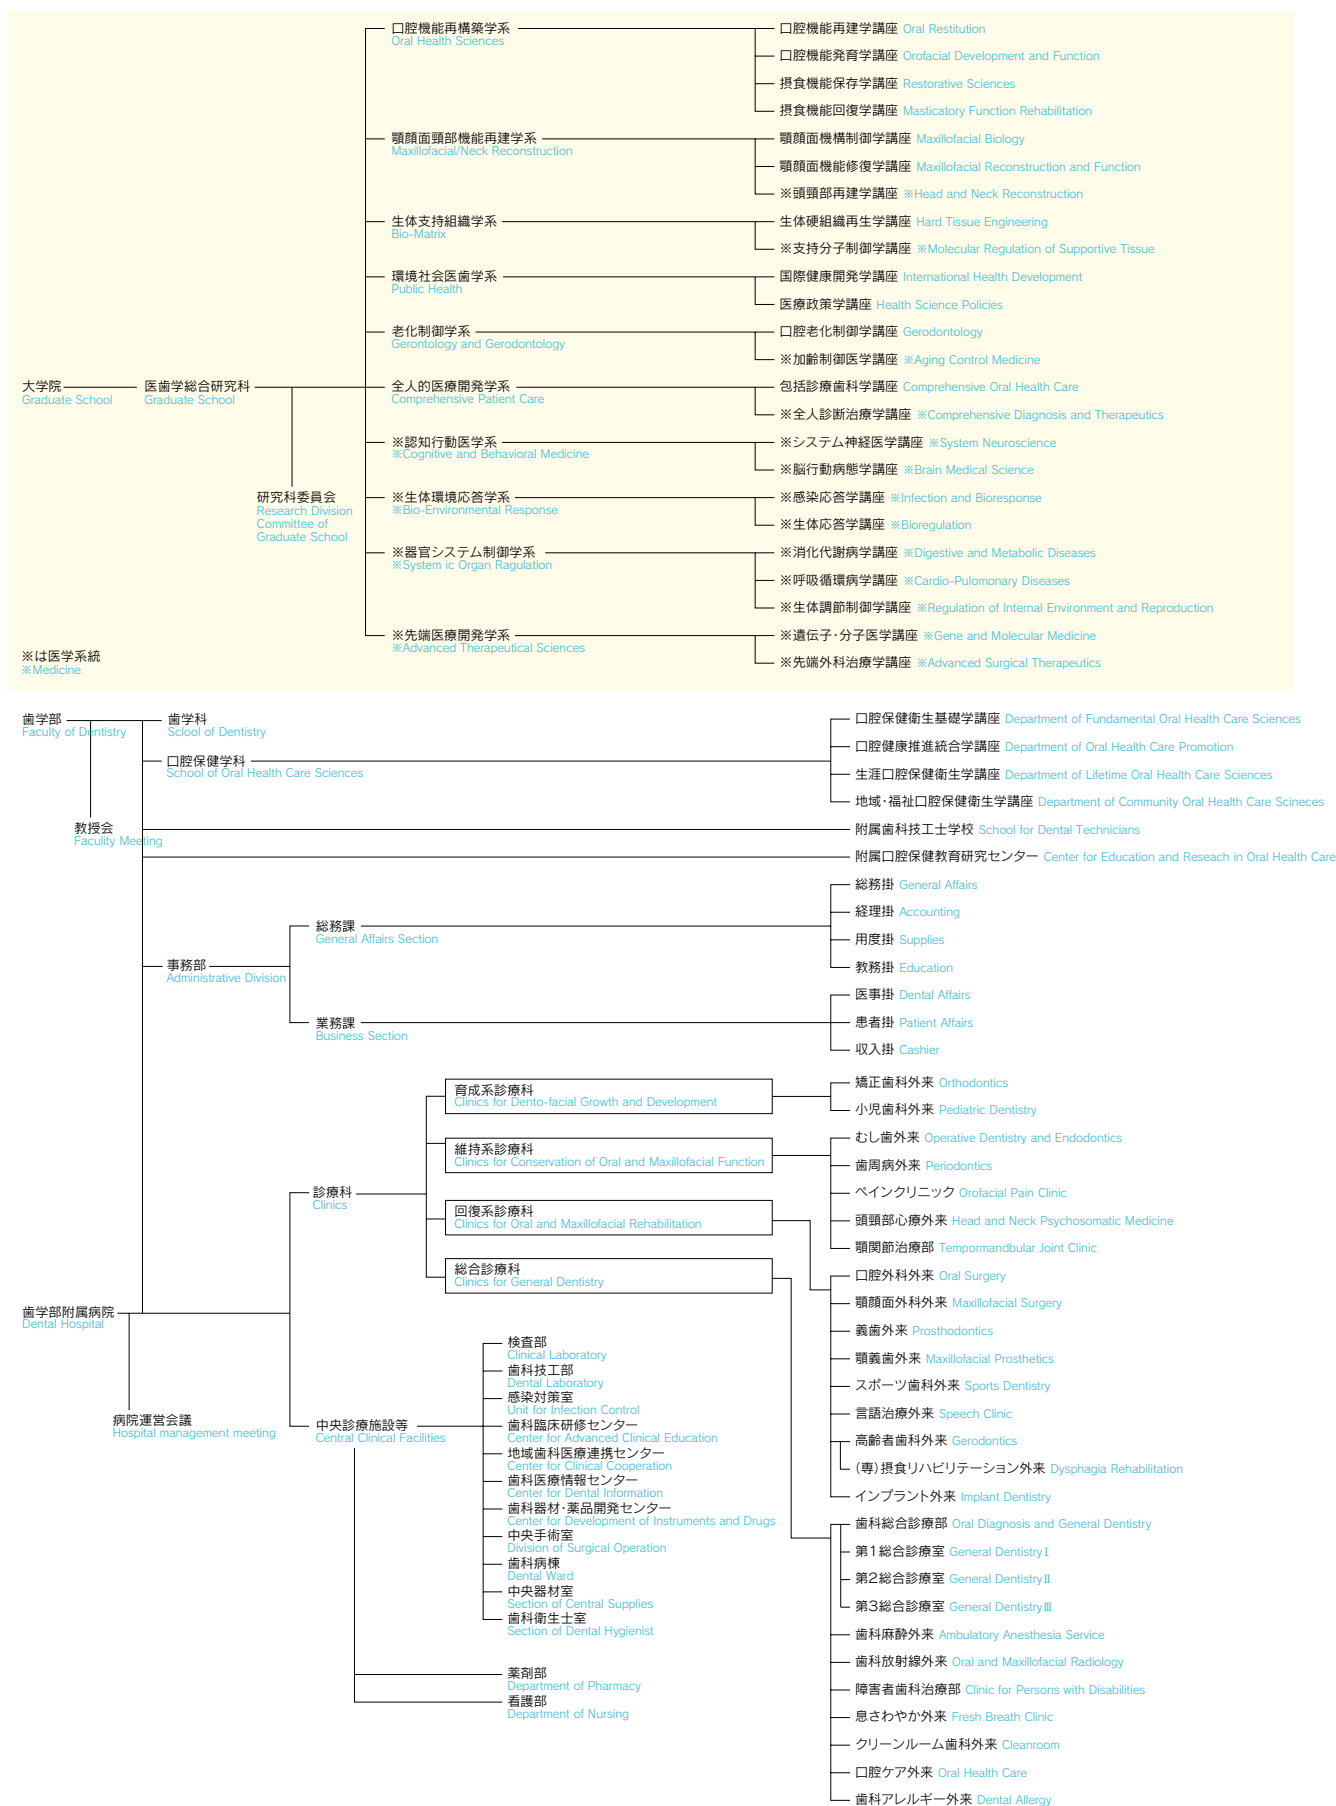 口腔機能再構築学系
Oral Health Sciences
口腔機能再建学講座 Oral Restitution
口腔機能発育学講座 Orofacial Development and Function
摂食機能保存学講座 Restorative Sciences
摂食機能回復学講座 Masticatory Function Rehabilitation
顎顔面頸部機能再建学系
Maxillofacial/Neck Reconstruction
顎顔面機構制御学講座 Maxillofacial Biology
顎顔面機能修復学講座 Maxillofacial Reconstruction and Function
※頭頸部再建学講座 ※Head and Neck Reconstruction
生体支持組織学系
Bio-Matrix
生体硬組織再生学講座 Hard Tissue Engineering
※支持分子制御学講座 ※Molecular Regulation of Supportive Tissue
環境社会医歯学系
Public Health
国際健康開発学講座 International Health Development
医療政策学講座 Health Science Policies
老化制御学系
Gerontology and Gerodontology
口腔老化制御学講座 Gerodontology
※加齢制御医学講座 ※Aging Control Medicine
大学院
Graduate School
医歯学総合研究科
Graduate School
全人的医療開発学系
Comprehensive Patient Care
包括診療歯科学講座 Comprehensive Oral Health Care
※全人診断治療学講座 ※Comprehensive Diagnosis and Therapeutics
※認知行動医学系
※Cognitive and Behavioral Medicine
※システム神経医学講座 ※System Neuroscience
※脳行動病態学講座 ※Brain Medical Science
研究科委員会
Research Division
Committee of
Graduate School
※生体環境応答学系
※Bio-Environmental Response
※感染応答学講座 ※Infection and Bioresponse
※生体応答学講座 ※Bioregulation
※器官システム制御学系
※System ic Organ Ragulation
※消化代謝病学講座 ※Digestive and Metabolic Diseases
※呼吸循環病学講座 ※Cardio-Pulomonary Diseases
※生体調節制御学講座 ※Regulation of Internal Environment and Reproduction
※先端医療開発学系
※Advanced Therapeutical Sciences
※遺伝子・分子医学講座 ※Gene and Molecular Medicine
※先端外科治療学講座 ※Advanced Surgical Therapeutics
※は医学系統
※Medicine
歯学部
Faculty of Dentistry
歯学科
Sclool of Dentistry
口腔保健学科
School of Oral Health Care Sciences
口腔保健衛生基礎学講座 Department of Fundamental Oral Health Care Sciences
口腔健康推進統合学講座 Department of Oral Health Care Promotion
生涯口腔保健衛生学講座 Department of Lifetime Oral Health Care Sciences
地域・福祉口腔保健衛生学講座 Department of Community Oral Health Care Scineces
教授会
Faculity Meeting
附属歯科技工士学校 School for Dental Technicians
附属口腔保健教育研究センター Center for Education and Reseach in Oral Health Care
事務部
Administrative Division
総務課
General Affairs Section
総務掛 General Affairs
経理掛 Accounting
用度掛 Supplies
教務掛 Education
業務課
Business Section
医事掛 Dental Affairs
患者掛 Patient Affairs
収入掛 Cashier
歯学部附属病院
Dental Hospital
病院運営会議
Hospital management meeting
診療科
Clinics
育成系診療科
Clinics for Dento-facial Growth and Development
矯正歯科外来 Orthodontics
小児歯科外来 Pediatric Dentistry
維持系診療科
Clinics for Conservation of Oral and Maxillofacial Function
むし歯外来 Operative Dentistry and Endodontics
歯周病外来 Periodontics
ペインクリニック Orofacial Pain Clinic
頭頸部心療外来 Head and Neck Psychosomatic Medicine
顎関節治療部 Tempormandbular Joint Clinic
回復系診療科
Clinics for Oral and Maxillofacial Rehabilitation
口腔外科外来 Oral Surgery
顎顔面外科外来 Maxillofacial Surgery
義歯外来 Prosthodontics
顎義歯外来 Maxillofacial Prosthetics
スポーツ歯科外来 Sports Dentistry
言語治療外来 Speech Clinic
高齢者歯科外来 Gerodontics
(専)摂食リハビリテーション外来 Dysphagia Rehabilitation
インプラント外来 Implant Dentistry
総合診療科
Clinics for General Dentistry
歯科総合診療部 Oral Diagnosis and General Dentistry
第1総合診療室 General DentistryⅠ
第2総合診療室 General DentistryⅡ
第3総合診療室 General DentistryⅢ
歯科麻酔外来 Ambulatory Anesthesia Service
歯科放射線外来 Oral and Maxillofacial Radiology
障害者歯科治療部 Clinic for Persons with Disabilities
息さわやか外来 Fresh Breath Clinic
クリーンルーム歯科外来 Cleanroom
口腔ケア外来 Oral Health Care
歯科アレルギー外来 Dental Allergy
中央診療施設等
Central Clinical Facilities
検査部
Clinical Laboratory
歯科技工部
Dental Laboratory
感染対策室
Unit for Infection Control
歯科臨床研修センター
Center for Advanced Clinical Education
地域歯科医療連携センター
Center for Clinical Cooperation
歯科医療情報センター
Center for Dental Information
歯科器材・薬品開発センター
Center for Development of Instruments and Drugs
中央手術室
Division of Surgical Operation
歯科病棟
Dental Ward
中央器材室
Section of Central Supplies
歯科衛生士室
Section of Dental Hygienist
薬剤部
Department of Pharmacy
看護部
Department of Nursing